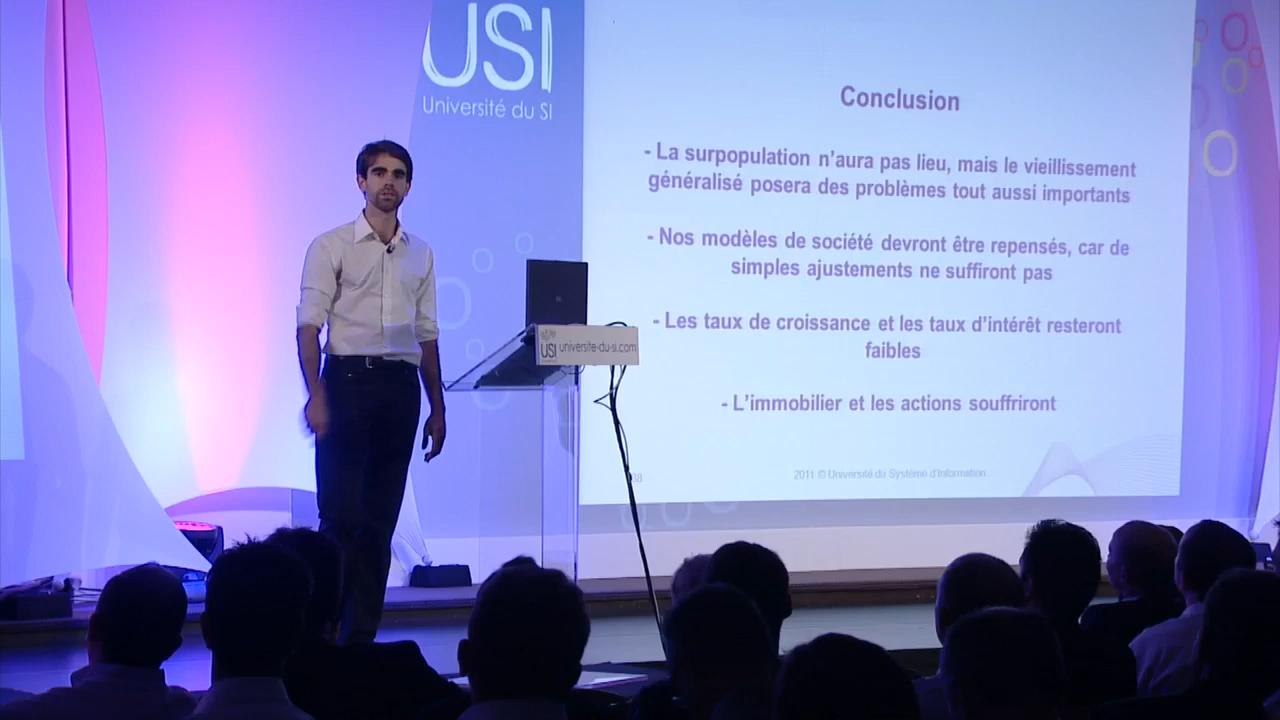 USI
Université du SI
Conclusion
- La surpopulation n'aura pas lieu, mais le vieillissement
généralisé posera des problèmes tout aussi importants
- Nos modèles de société devront être repensés, car de
simples ajustements ne suffiront pas
- Les taux de croissance et les taux d'intérêt resteront
faibles
- L'immobilier et les actions souffriront
2011 © Université du Système d'Information
USI universite-du-si.com